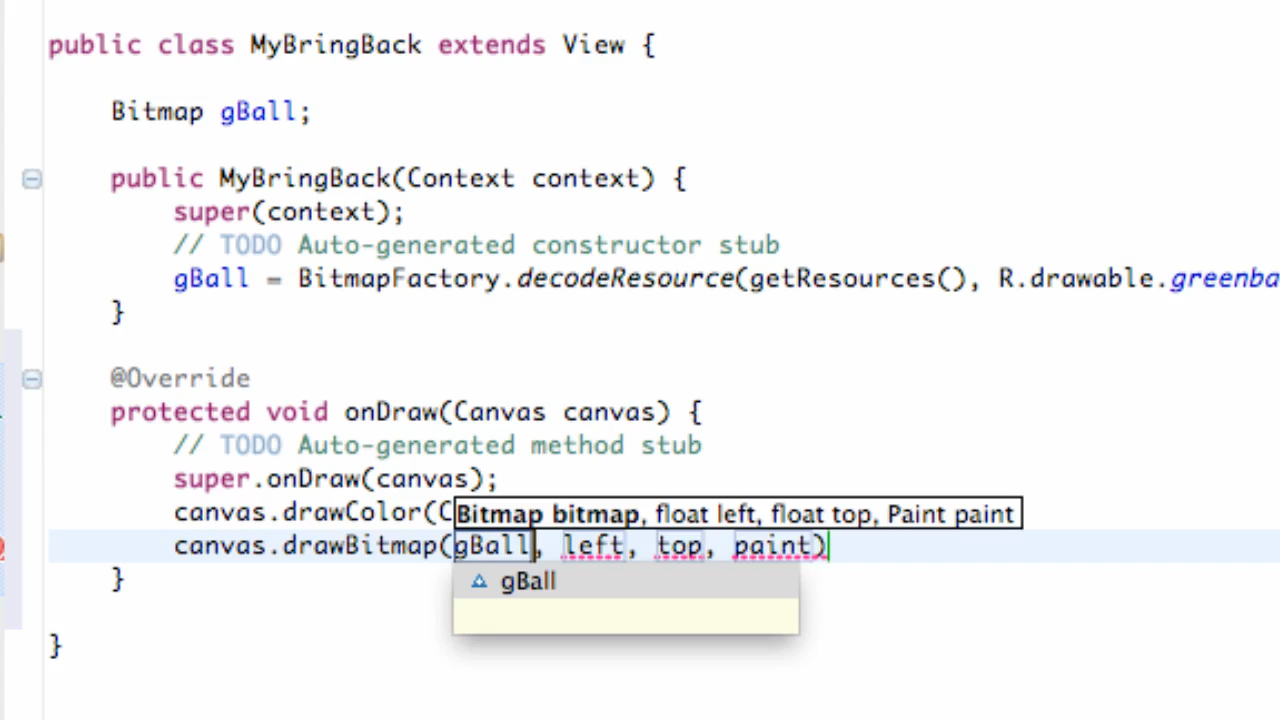 public class MyBringBack extends View {
Bitmap gBall;
public MyBringBack(Context context) {
super(context);
// TODO Auto-generated constructor stub
gBall = BitmapFactory.decodeResource(getResources(), R.drawable.greenba
}
@Override
protected void onDraw(Canvas canvas) {
// TODO Auto-generated method stub
super.onDraw(canvas);
canvas.drawColor(C
Bitmap bitmap, float left, float top, Paint paint
canvas.drawBitmap(gBall, left, top, paint)
gBall
}
}